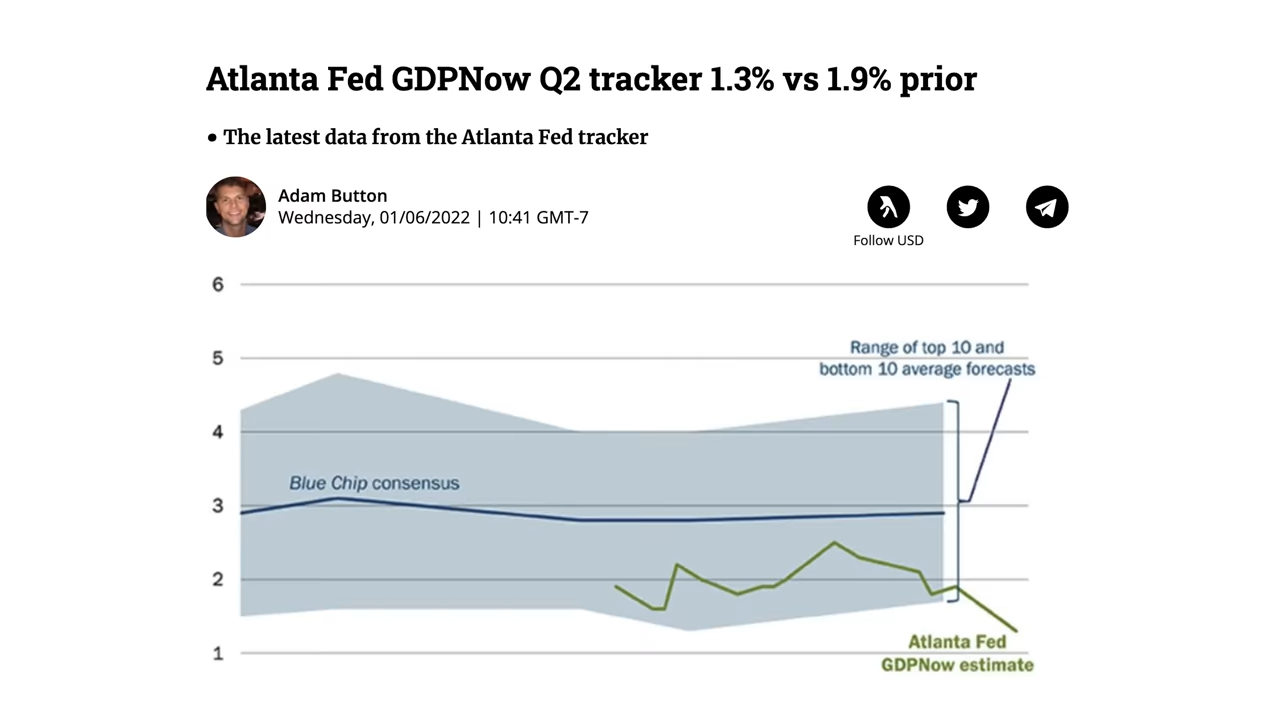 Atlanta Fed GDPNow Q2 tracker 1.3% vs 1.9% prior
• The latest data from the Atlanta Fed tracker
Adam Button
Wednesday, 01/06/2022 | 10:41 GMT-7
Follow USD
6
Range of top 10 and
5
bottom 10 average forecasts
4
Blue Chip consensus
3
2
Atlanta Fed
1
GDPNow estimate